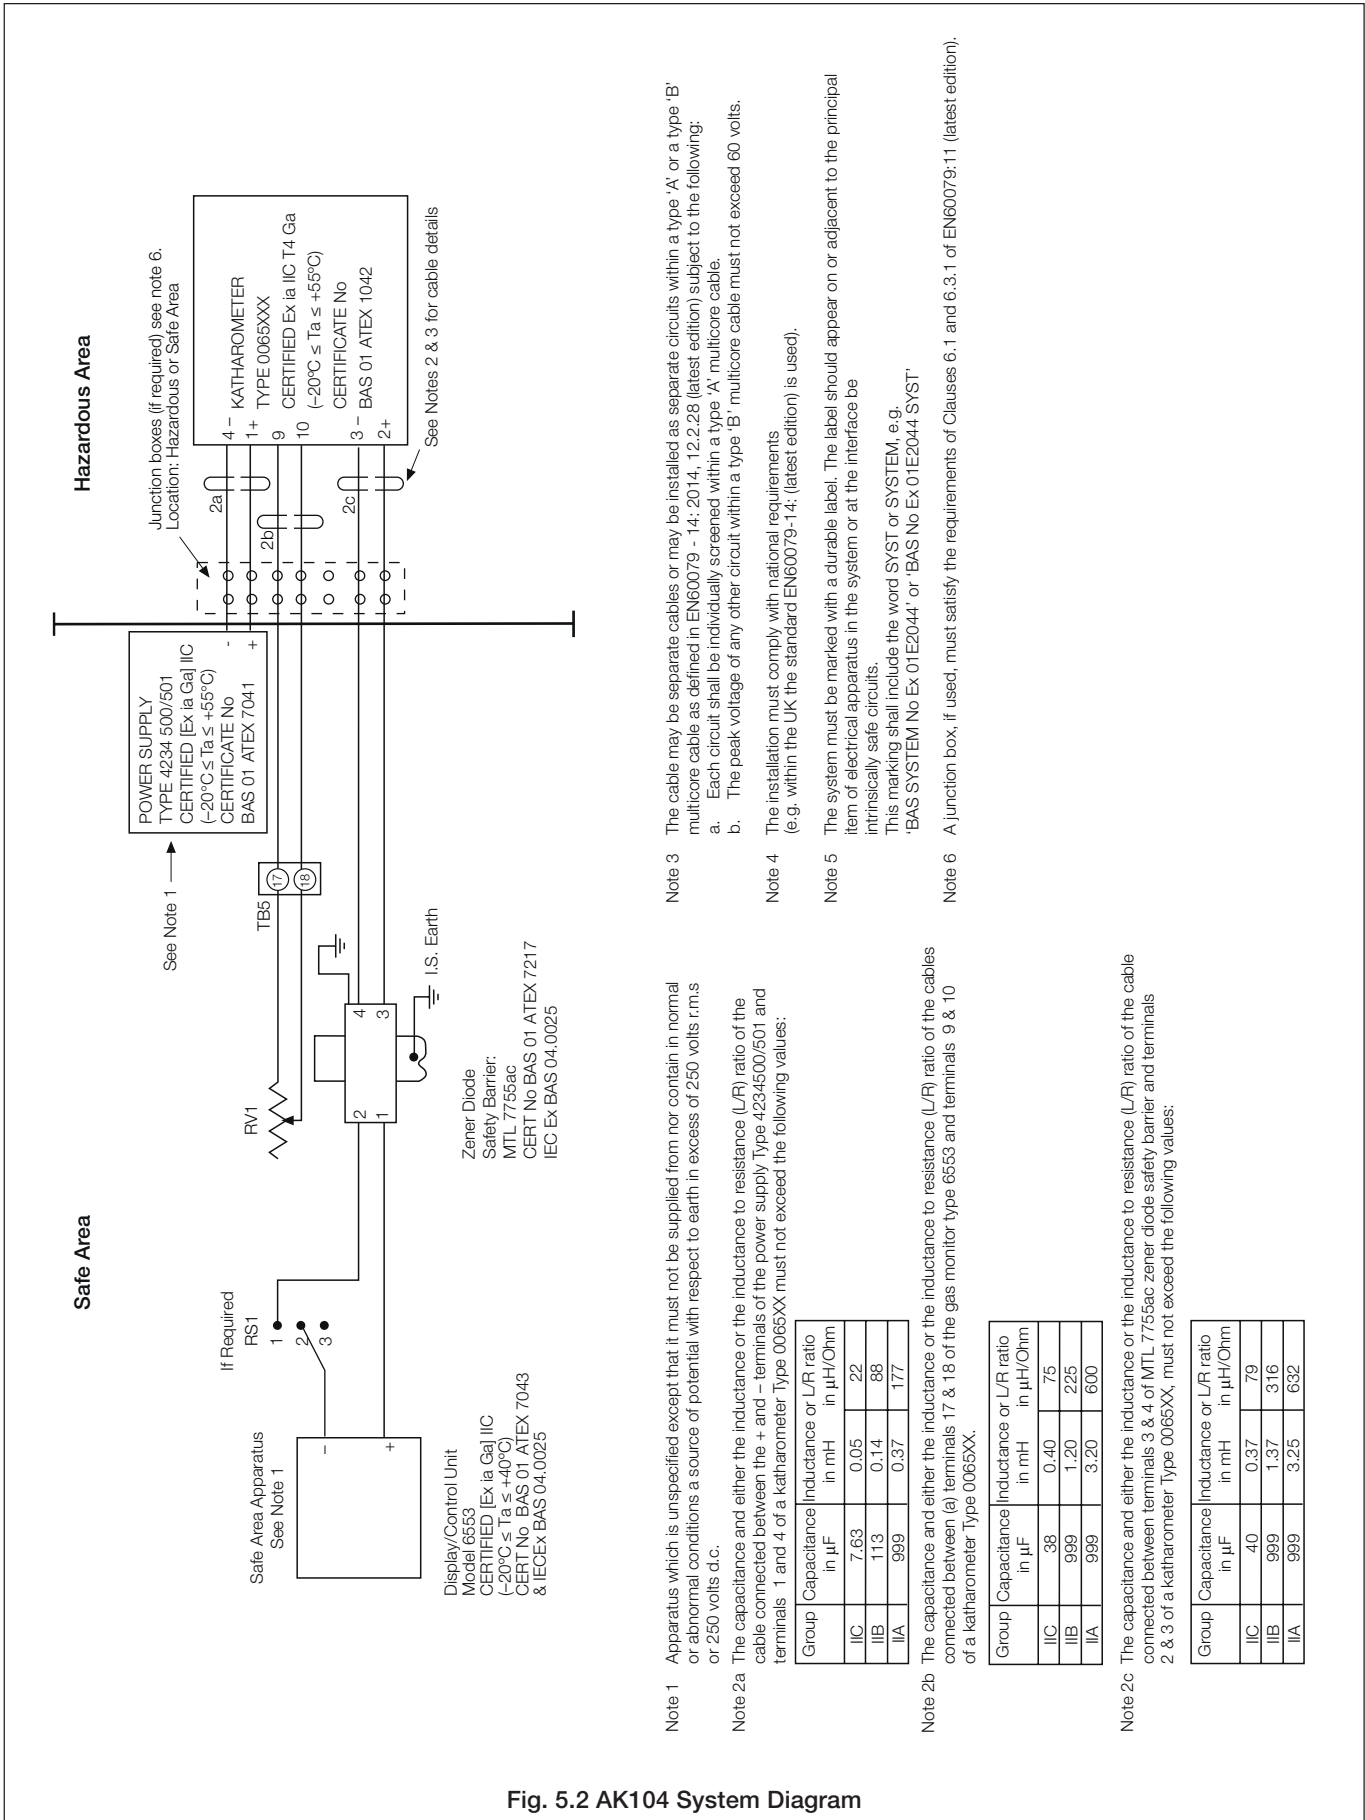 Safe Area
Hazardous Area
Safe Area Apparatus
See Note 1
–
+
Display/Control Unit
Model 6553
CERTIFIED [Ex ia Ga] IIC
(–20°C ≤ Ta ≤ +40°C)
CERT No BAS 01 ATEX 7043
& IECEx BAS 04.0025
If Required
RS1
1
2
3
RV1
2
1
4
3
I.S. Earth
Zener Diode
Safety Barrier:
MTL 7755ac
CERT No BAS 01 ATEX 7217
IEC Ex BAS 04.0025
TB5
17
18
See Note 1
POWER SUPPLY
TYPE 4234 500/501
CERTIFIED [Ex ia Ga] IIC
(–20°C ≤ Ta ≤ +55°C)
CERTIFICATE No
BAS 01 ATEX 7041
-
+
Junction boxes (if required) see note 6.
Location: Hazardous or Safe Area
2a
2b
2c
4 –
1+
9
10
3 –
2+
KATHAROMETER
TYPE 0065XXX
CERTIFIED Ex ia IIC T4 Ga
(–20°C ≤ Ta ≤ +55°C)
CERTIFICATE No
BAS 01 ATEX 1042
See Notes 2 & 3 for cable details
Note 1 Apparatus which is unspecified except that it must not be supplied from nor contain in normal
or abnormal conditions a source of potential with respect to earth in excess of 250 volts r.m.s
or 250 volts d.c.
Note 2a The capacitance and either the inductance or the inductance to resistance (L/R) ratio of the
cable connected between the + and – terminals of the power supply Type 4234500/501 and
terminals 1 and 4 of a katharometer Type 0065XX must not exceed the following values:
Group Capacitance in µF Inductance or L/R ratio in mH in µH/Ohm
IIC 7.63 0.05 22
IIB 113 0.14 88
IIA 999 0.37 177
Note 2b The capacitance and either the inductance or the inductance to resistance (L/R) ratio of the cables
connected between (a) terminals 17 & 18 of the gas monitor type 6553 and terminals 9 & 10
of a katharometer Type 0065XX.
Group Capacitance in µF Inductance or L/R ratio in mH in µH/Ohm
IIC 38 0.40 75
IIB 999 1.20 225
IIA 999 3.20 600
Note 2c The capacitance and either the inductance or the inductance to resistance (L/R) ratio of the cable
connected between terminals 3 & 4 of MTL 7755ac zener diode safety barrier and terminals
2 & 3 of a katharometer Type 0065XX, must not exceed the following values:
Group Capacitance in µF Inductance or L/R ratio in mH in µH/Ohm
IIC 40 0.37 79
IIB 999 1.37 316
IIA 999 3.25 632
Note 3 The cable may be separate cables or may be installed as separate circuits within a type ‘A’ or a type ‘B’
multicore cable as defined in EN60079 - 14: 2014, 12.2.28 (latest edition) subject to the following:
a. Each circuit shall be individually screened within a type ‘A’ multicore cable.
b. The peak voltage of any other circuit within a type ‘B’ multicore cable must not exceed 60 volts.
Note 4 The installation must comply with national requirements
(e.g. within the UK the standard EN60079-14: (latest edition) is used).
Note 5 The system must be marked with a durable label. The label should appear on or adjacent to the principal
item of electrical apparatus in the system or at the interface be
intrinsically safe circuits.
This marking shall include the word SYST or SYSTEM, e.g.
‘BAS SYSTEM No Ex 01E2044’ or ‘BAS No Ex 01E2044 SYST’
Note 6 A junction box, if used, must satisfy the requirements of Clauses 6.1 and 6.3.1 of EN60079:11 (latest edition).
Fig. 5.2 AK104 System Diagram